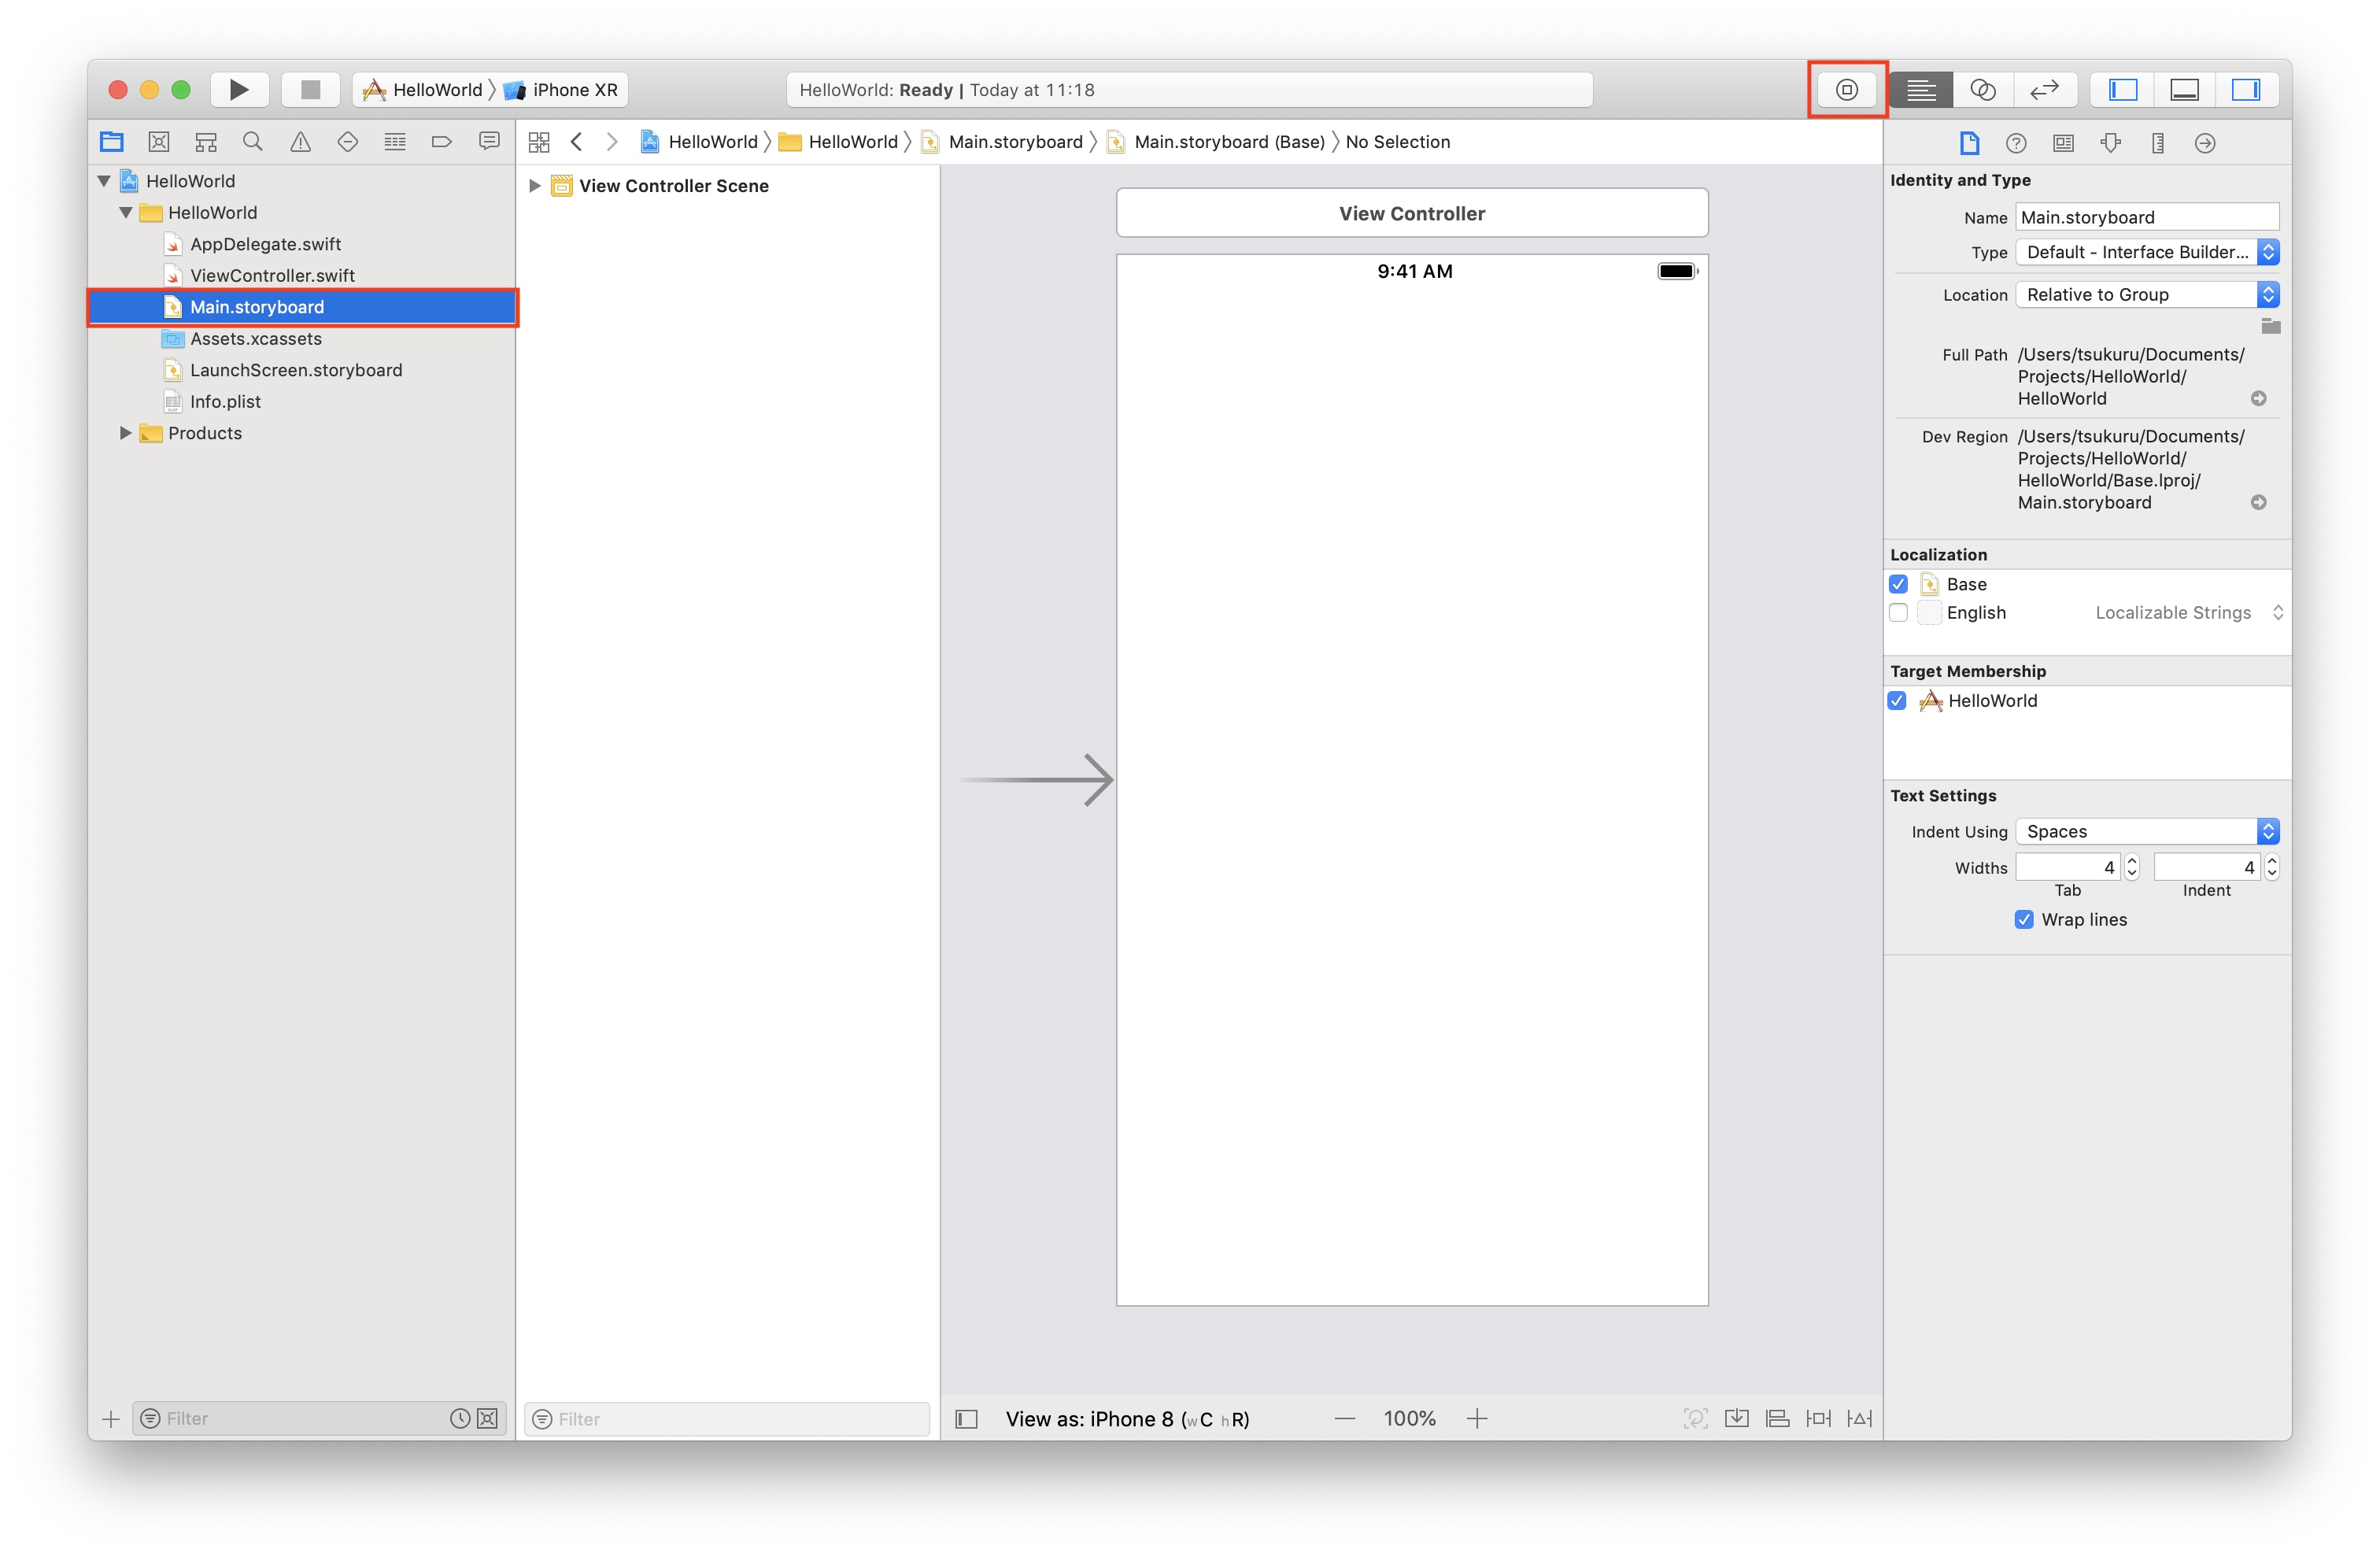 HelloWorld 〉 iPhone XR
HelloWorld: Ready | Today at 11:18
HelloWorld 〉 HelloWorld 〉 Main.storyboard 〉 Main.storyboard (Base) 〉 No Selection
HelloWorld
HelloWorld
AppDelegate.swift
ViewController.swift
Main.storyboard
Assets.xcassets
LaunchScreen.storyboard
Info.plist
Products
Filter
View Controller Scene
Filter
View Controller
9:41 AM
View as: iPhone 8 (wC hR)
— 100% +
Identity and Type
Name Main.storyboard
Type Default - Interface Builder...
Location Relative to Group
Full Path /Users/tsukuru/Documents/
Projects/HelloWorld/
HelloWorld
Dev Region /Users/tsukuru/Documents/
Projects/HelloWorld/
HelloWorld/Base.lproj/
Main.storyboard
Localization
Base
English Localizable Strings
Target Membership
HelloWorld
Text Settings
Indent Using Spaces
Widths 4 4
Tab Indent
Wrap lines